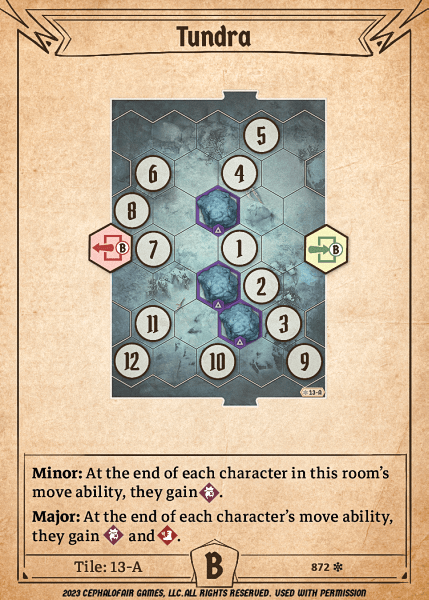 Tundra
5
6
4
8
B
7
1
B
2
11
3
12
10
9
13-A
Minor: At the end of each character in this room's
move ability, they gain .
Major: At the end of each character's move ability,
they gain and .
Tile: 13-A
B
872
2023 CEPHALOFAIR GAMES, LLC. ALL RIGHTS RESERVED. USED WITH PERMISSION